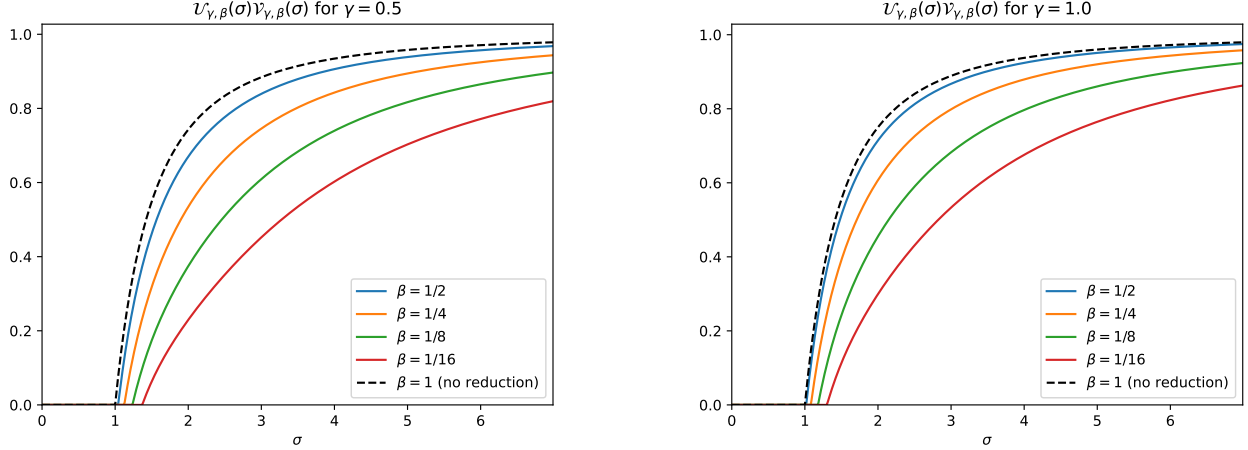 𝒰γ,β(σ)𝒱γ,β(σ) for γ = 0.5
1.0
0.8
0.6
0.4
0.2
0.0
0 1 2 3 4 5 6
σ
β = 1/2
β = 1/4
β = 1/8
β = 1/16
β = 1 (no reduction)
𝒰γ,β(σ)𝒱γ,β(σ) for γ = 1.0
1.0
0.8
0.6
0.4
0.2
0.0
0 1 2 3 4 5 6
σ
β = 1/2
β = 1/4
β = 1/8
β = 1/16
β = 1 (no reduction)